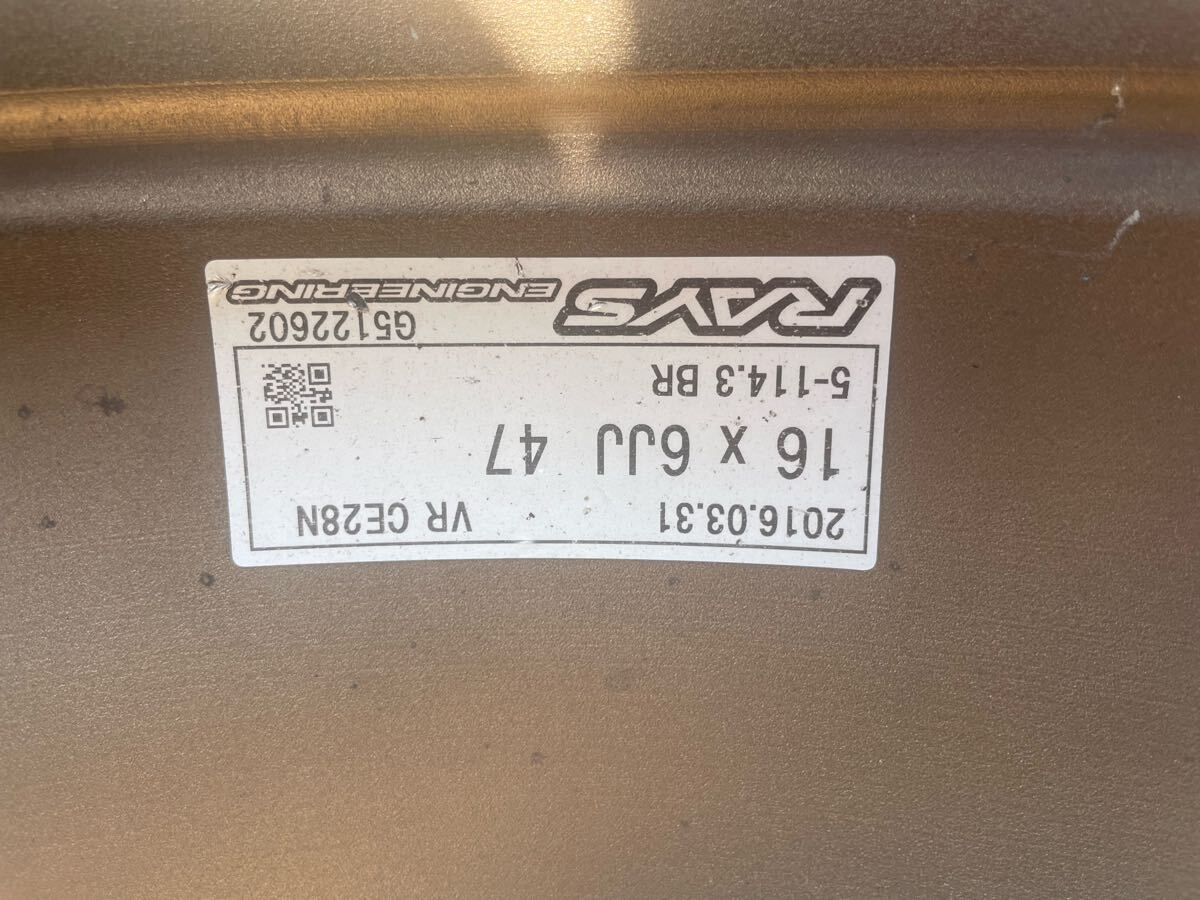 2016.03.31 VR CE28N
16 x 6JJ 47
5-114.3 BR
G5122602
RAYS ENGINEERING